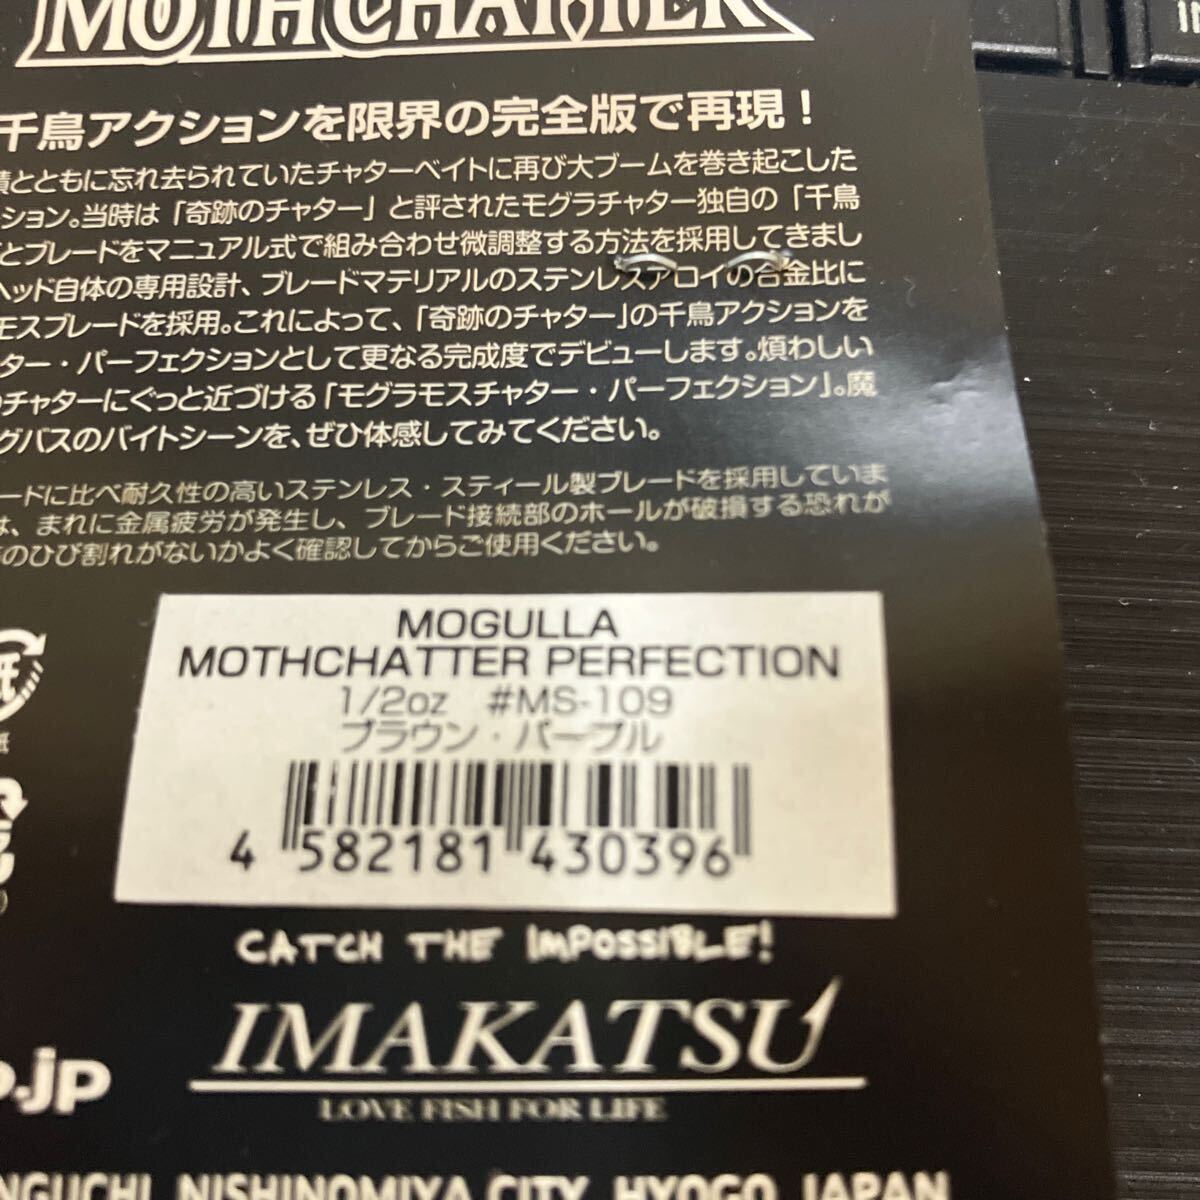 MOTHCHATTER
千鳥アクションを限界の完全版で再現！
績とともに忘れ去られていたチャターベイトに再び大ブームを巻き起こした
ーション。当時は「奇跡のチャター」と評されたモグラチャター独自の「千鳥
とブレードをマニュアル式で組み合わせ微調整する方法を採用してきまし
ヘッド自体の専用設計、ブレードマテリアルのステンレスアロイの合金比に
モスブレードを採用。これによって、「奇跡のチャター」の千鳥アクションを
ター・パーフェクションとして更なる完成度でデビューします。煩わしい
のチャターにぐっと近づける「モグラモスチャター・パーフェクション」。魔
グバスのバイトシーンを、ぜひ体感してみてください。
ードに比べ耐久性の高いステンレス・スティール製ブレードを採用していま
は、まれに金属疲労が発生し、ブレード接続部のホールが破損する恐れが
のひび割れがないかよく確認してからご使用ください。
紙
MOGULLA
MOTHCHATTER PERFECTION
1/2oz #MS-109
ブラウン・パープル
4 582181 430396
CATCH THE IMPOSSIBLE!
IMAKATSU
LOVE FISH FOR LIFE
.jp
NGUCHI, NISHINOMIYA CITY, HYOGO, JAPAN